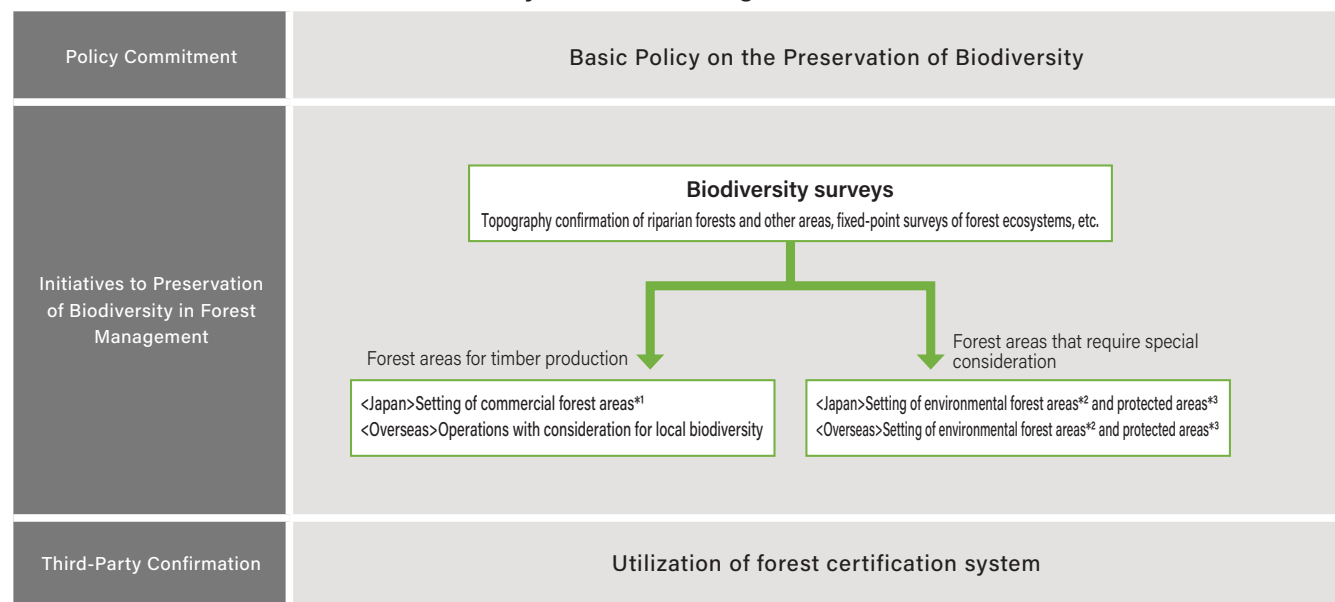 Policy Commitment
Basic Policy on the Preservation of Biodiversity
Initiatives to Preservation
of Biodiversity in Forest
Management
Biodiversity surveys
Topography confirmation of riparian forests and other areas, fixed-point surveys of forest ecosystems, etc.
Forest areas for timber production
<Japan>Setting of commercial forest areas*1
<Overseas>Operations with consideration for local biodiversity
Forest areas that require special
consideration
<Japan>Setting of environmental forest areas*2 and protected areas*3
<Overseas>Setting of environmental forest areas*2 and protected areas*3
Third-Party Confirmation
Utilization of forest certification system